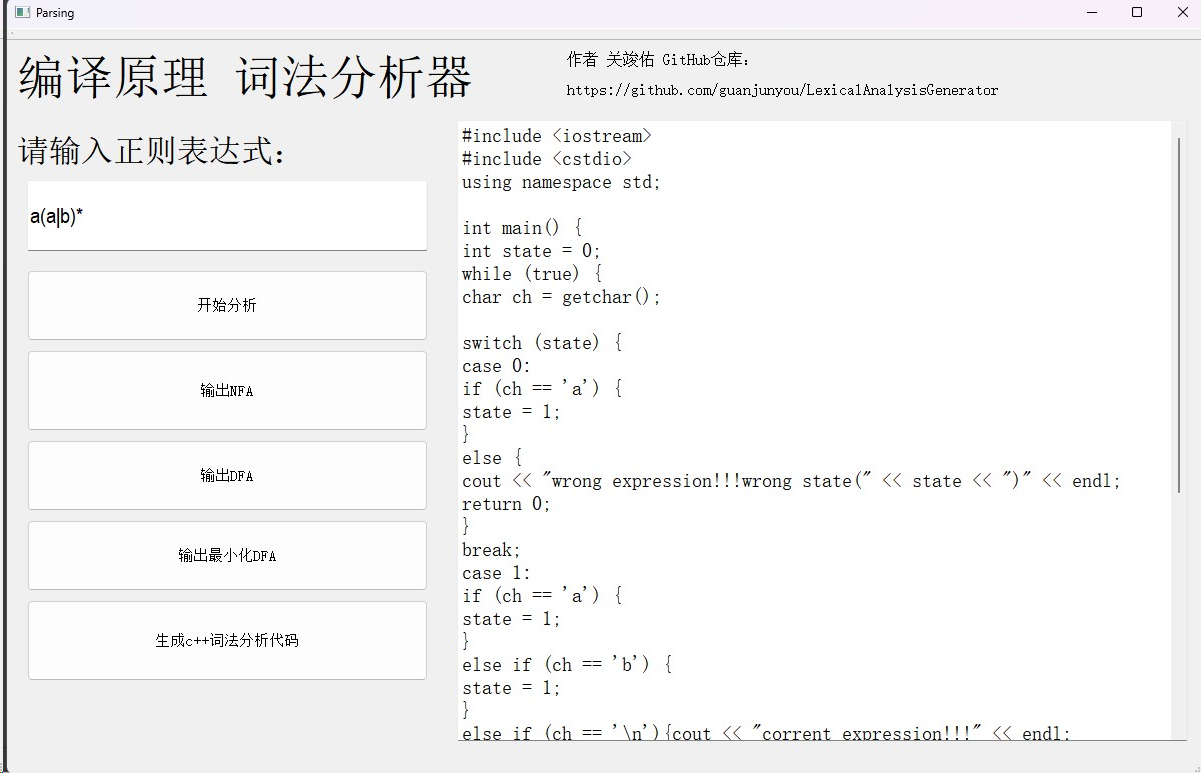 Parsing
编译原理 词法分析器
作者 关竣佑 GitHub仓库:
https://github.com/guanjunyou/LexicalAnalysisGenerator
请输入正则表达式:
a(a|b)*
开始分析
输出NFA
输出DFA
输出最小化DFA
生成c++词法分析代码
#include <iostream>
#include <cstdio>
using namespace std;
int main() {
int state = 0;
while (true) {
char ch = getchar();
switch (state) {
case 0:
if (ch == 'a') {
state = 1;
}
else {
cout << "wrong expression!!!wrong state(" << state << ")" << endl;
return 0;
}
break;
case 1:
if (ch == 'a') {
state = 1;
}
else if (ch == 'b') {
state = 1;
}
else if (ch == '\n'){cout << "corrent expression!!!" << endl;